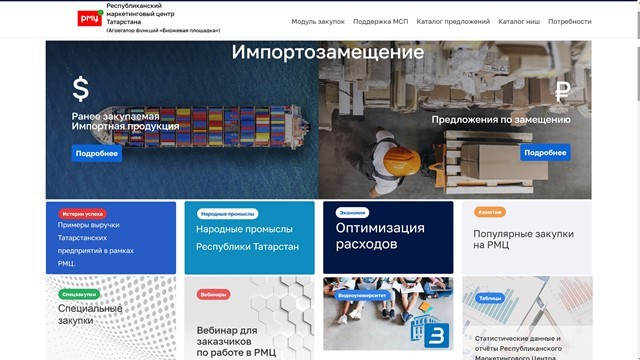 рмц
Республиканский
маркетинговый центр
Татарстана
(Агрегатор функций «Биржевая площадка»)
Модуль закупок Поддержка МСП Каталог предложений Каталог ниш Потребности
Импортозамещение
$
Ранее закупаемая
Импортная продукция
Подробнее
₽
Предложения по замещению
Подробнее
Истории успеха
Примеры выручки
Татарстанских
предприятий в рамках
РМЦ.
Народные промыслы
Народные промыслы
Республики Татарстан
Экономия
Оптимизация
расходов
Квантели
Популярные закупки
на РМЦ
Спецзакупки
Специальные
закупки
Вебинары
Вебинар для
заказчиков
по работе в РМЦ
Видеоуниверситет
В
Таблицы
Статистические данные и
отчёты Республиканского
Маркетингового Центра